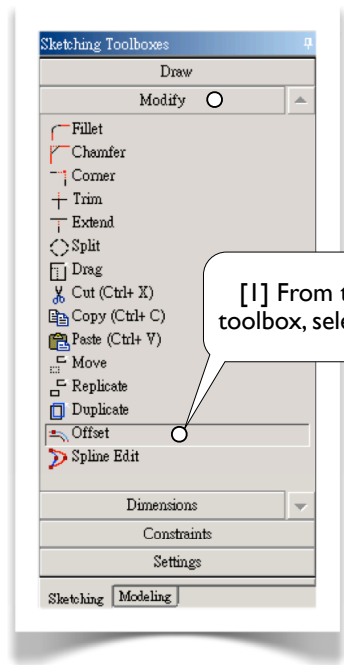 Sketching Toolboxes
Draw
Modify
Fillet
Chamfer
Corner
Trim
Extend
Split
Drag
Cut (Ctrl+ X)
Copy (Ctrl+ C)
Paste (Ctrl+ V)
Move
Replicate
Duplicate
Offset
Spline Edit
[1] From
toolbox,
Dimensions
Constraints
Settings
Sketching Modeling